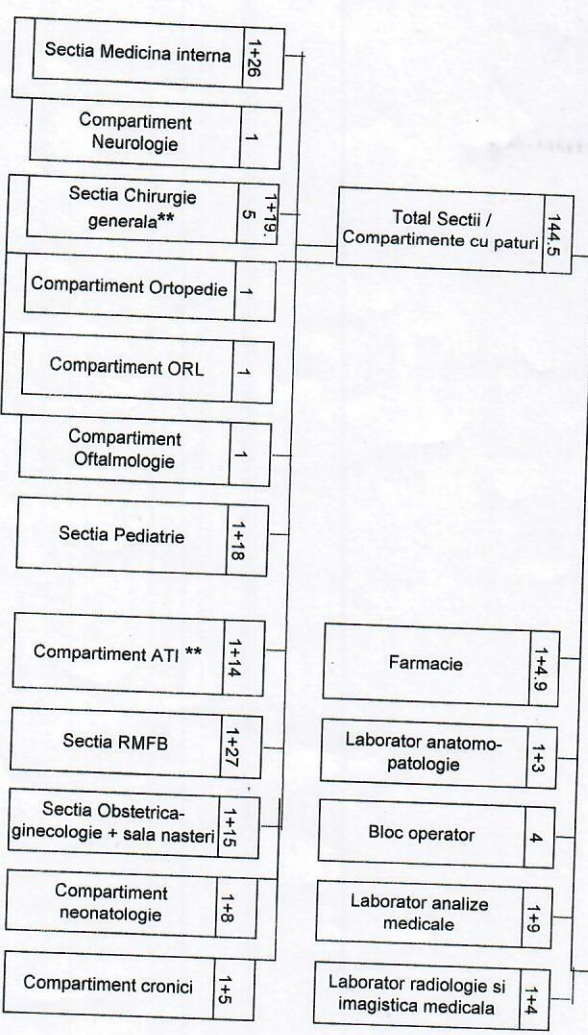 Sectia Medicina interna
1+26
Compartiment
Neurologie
1
Sectia Chirurgie
generala**
1+19.
5
Compartiment Ortopedie
1
Compartiment ORL
1
Compartiment
Oftalmologie
1
Sectia Pediatrie
1+18
Compartiment ATI **
1+14
Sectia RMFB
1+27
Sectia Obstetrica-
ginecologie + sala nasteri
1+15
Compartiment
neonatologie
1+8
Compartiment cronici
1+5
Total Sectii /
Compartimente cu paturi
144.5
Farmacie
1+4.9
Laborator anatomo-
patologie
1+3
Bloc operator
4
Laborator analize
medicale
1+9
Laborator radiologie si
imagistica medicala
1+4